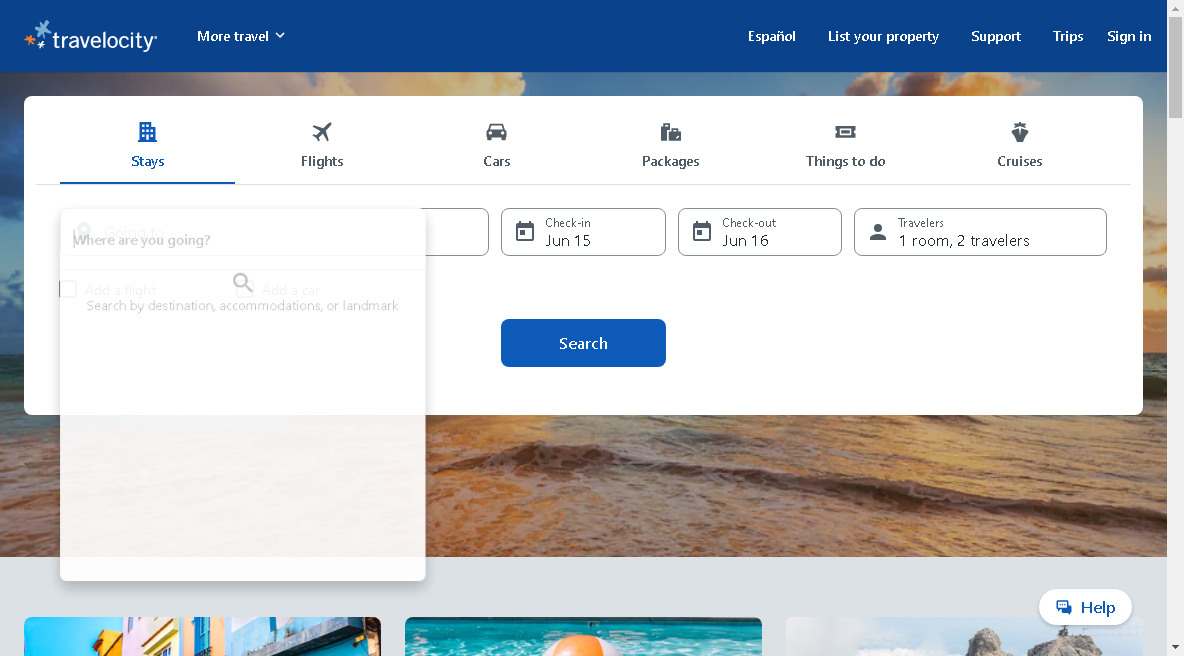 travelocity
More travel
Español
List your property
Support
Trips
Sign in
Stays
Flights
Cars
Packages
Things to do
Cruises
Going to
Where are you going?
Check-in
Jun 15
Check-out
Jun 16
Travelers
1 room, 2 travelers
Add a flight
Add a car
Search by destination, accommodations, or landmark
Search
Help